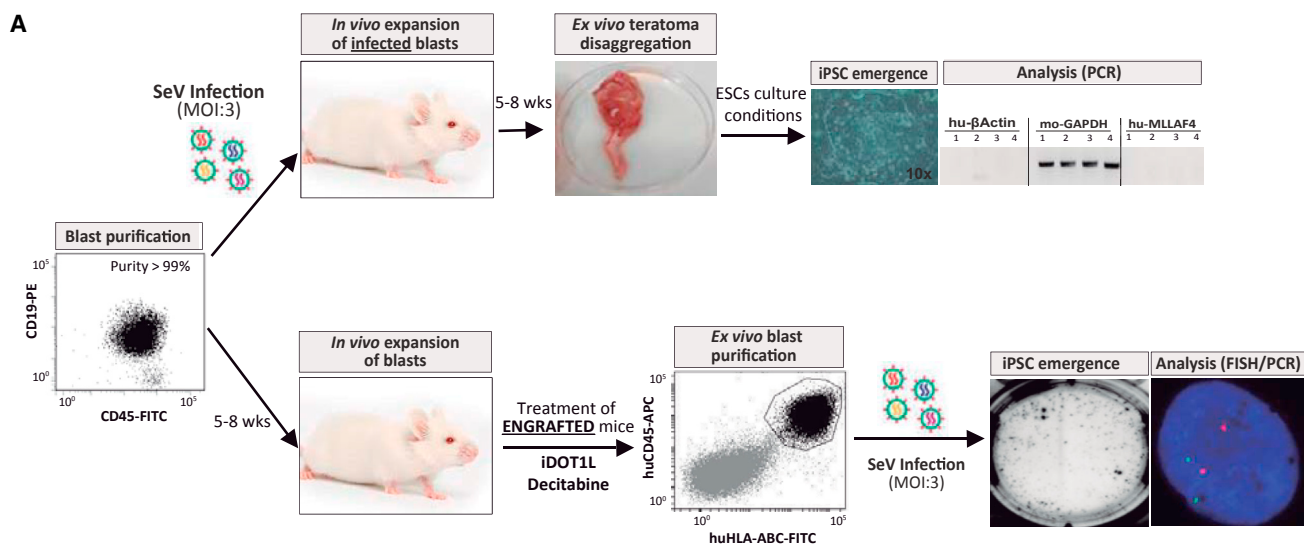 A
In vivo expansion
of infected blasts
Ex vivo teratoma
disaggregation
SeV Infection
(MOI:3)
5-8 wks
ESCs culture
conditions
iPSC emergence
10x
Analysis (PCR)
hu-βActin
mo-GAPDH
hu-MLLAF4
1 2 3 4
1 2 3 4
1 2 3 4
Blast purification
Purity > 99%
CD19-PE
10⁵
10⁰
10⁰
10⁵
CD45-FITC
5-8 wks
In vivo expansion
of blasts
Treatment of
ENGRAFTED mice
iDOT1L
Decitabine
Ex vivo blast
purification
huCD45-APC
10⁵
10⁰
10⁰
10⁵
huHLA-ABC-FITC
SeV Infection
(MOI:3)
iPSC emergence
Analysis (FISH/PCR)